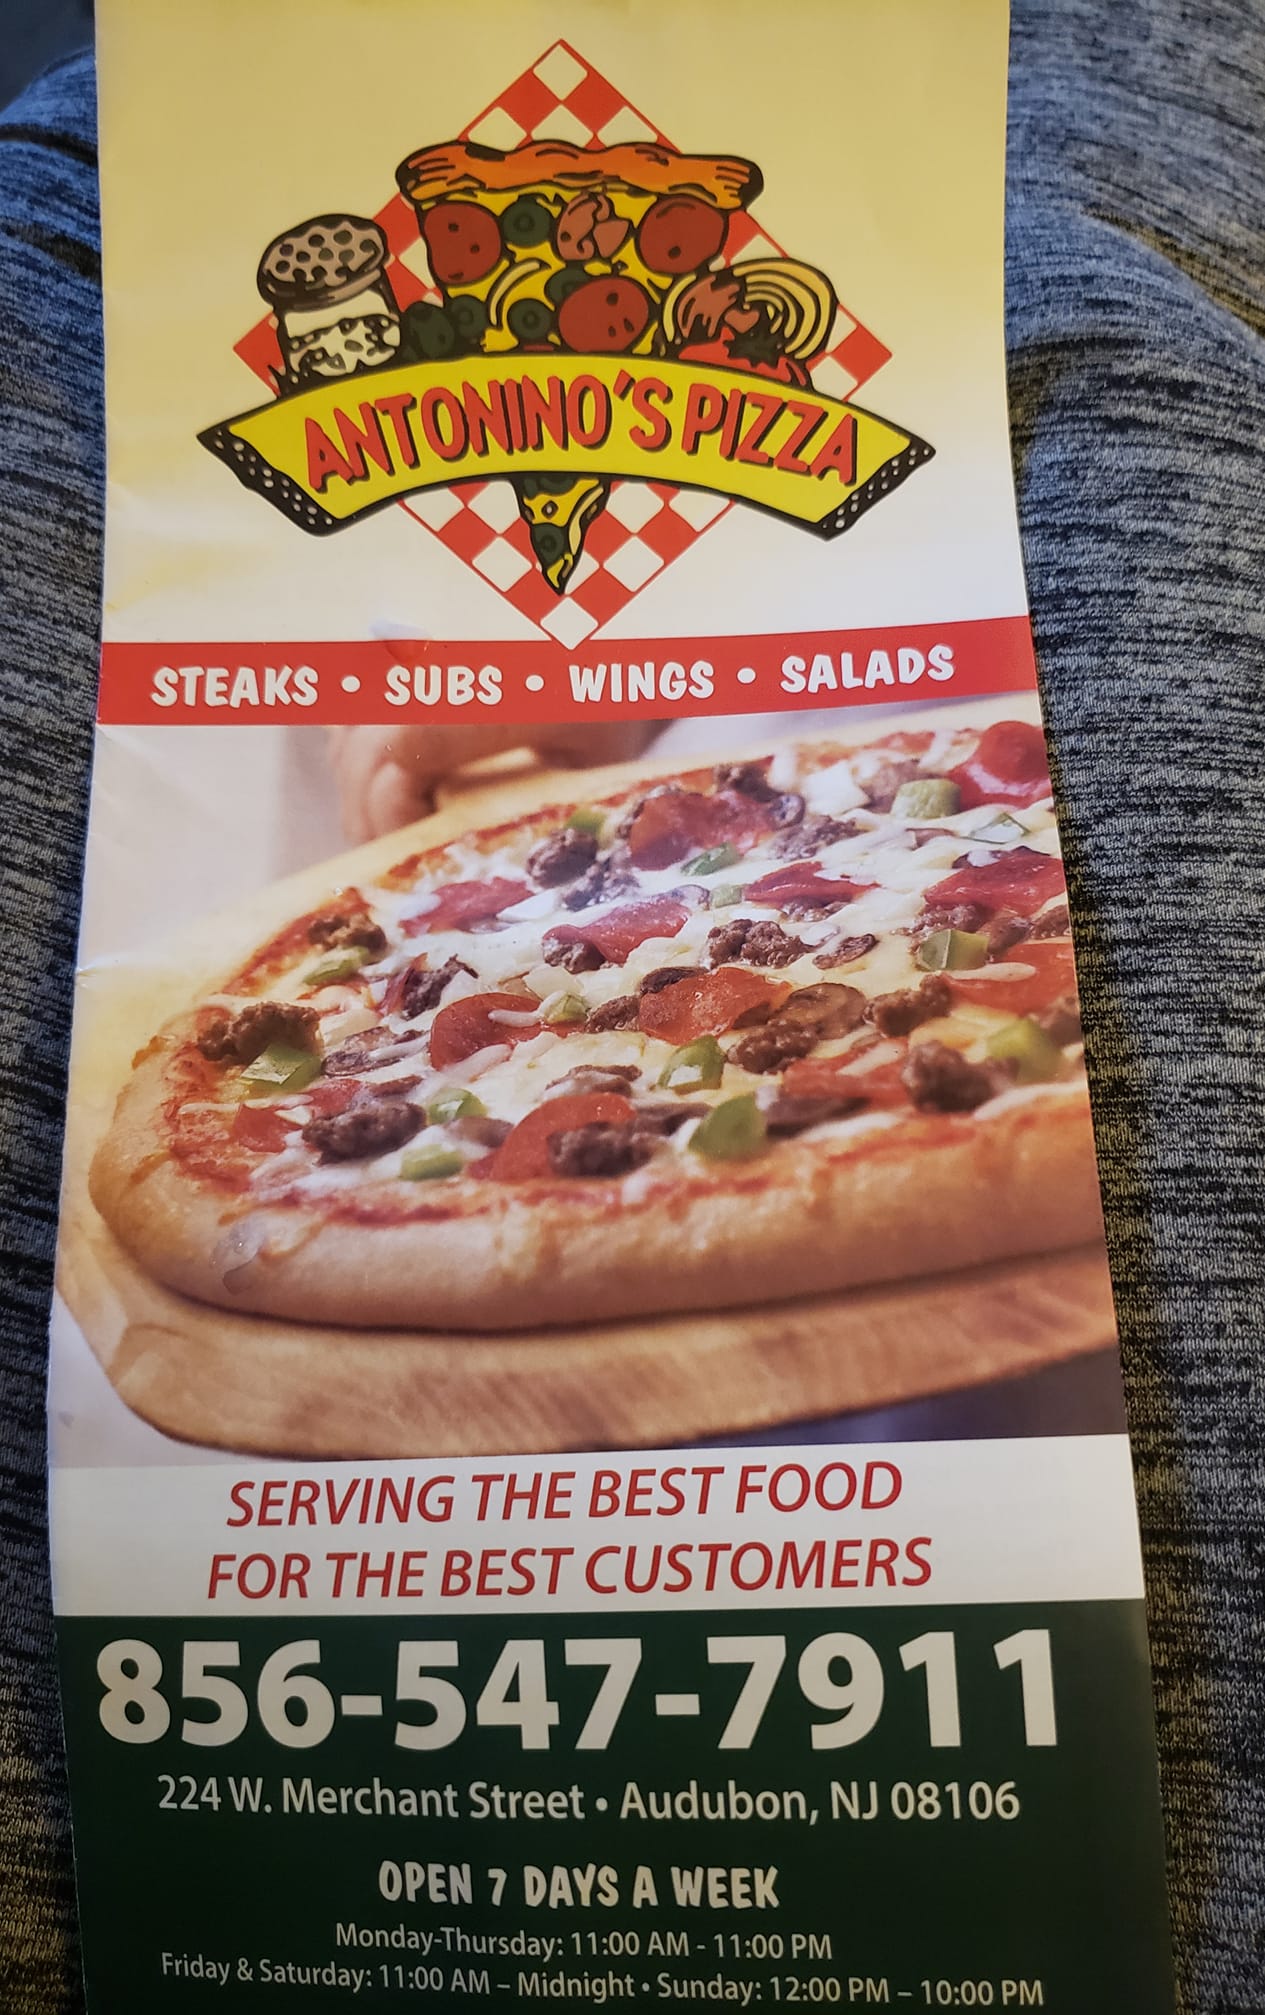 ANTONINO'S PIZZA
STEAKS • SUBS • WINGS • SALADS
SERVING THE BEST FOOD
FOR THE BEST CUSTOMERS
856-547-7911
224 W. Merchant Street • Audubon, NJ 08106
OPEN 7 DAYS A WEEK
Monday-Thursday: 11:00 AM - 11:00 PM
Friday & Saturday: 11:00 AM – Midnight • Sunday: 12:00 PM – 10:00 PM